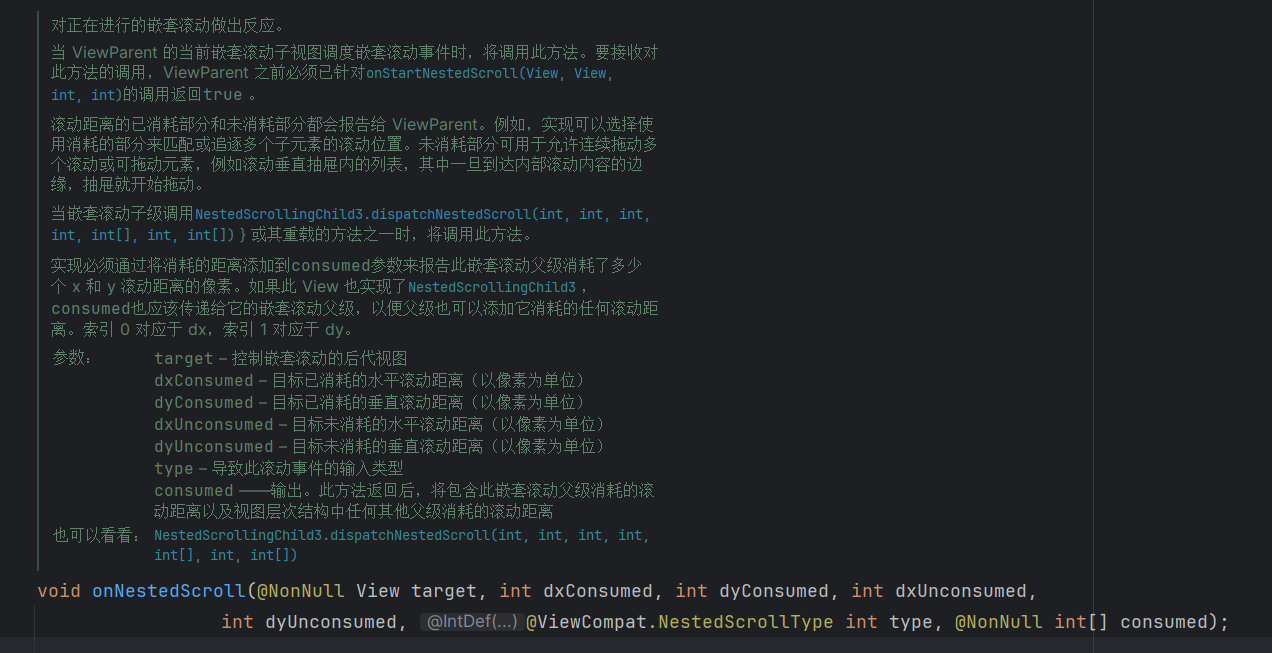 对正在进行的嵌套滚动做出反应。
当 ViewParent 的当前嵌套滚动子视图调度嵌套滚动事件时，将调用此方法。要接收对
此方法的调用，ViewParent 之前必须已针对onStartNestedScroll(View, View,
int, int)的调用返回true 。
滚动距离的已消耗部分和未消耗部分都会报告给 ViewParent。例如，实现可以选择使
用消耗的部分来匹配或追逐多个子元素的滚动位置。未消耗部分可用于允许连续拖动多
个滚动或可拖动元素，例如滚动垂直抽屉内的列表，其中一旦到达内部滚动内容的边
缘，抽屉就开始拖动。
当嵌套滚动子级调用NestedScrollingChild3.dispatchNestedScroll(int, int, int,
int, int[], int, int[]) } 或其重载的方法之一时，将调用此方法。
实现必须通过将消耗的距离添加到consumed参数来报告此嵌套滚动父级消耗了多少
个 x 和 y 滚动距离的像素。如果此 View 也实现了NestedScrollingChild3 ，
consumed也应该传递给它的嵌套滚动父级，以便父级也可以添加它消耗的任何滚动距
离。索引 0 对应于 dx，索引 1 对应于 dy。
参数： target – 控制嵌套滚动的后代视图
dxConsumed – 目标已消耗的水平滚动距离（以像素为单位）
dyConsumed – 目标已消耗的垂直滚动距离（以像素为单位）
dxUnconsumed – 目标未消耗的水平滚动距离（以像素为单位）
dyUnconsumed – 目标未消耗的垂直滚动距离（以像素为单位）
type – 导致此滚动事件的输入类型
consumed ——输出。此方法返回后，将包含此嵌套滚动父级消耗的滚
动距离以及视图层次结构中任何其他父级消耗的滚动距离
也可以看看： NestedScrollingChild3.dispatchNestedScroll(int, int, int, int,
int[], int, int[])
void onNestedScroll(@NonNull View target, int dxConsumed, int dyConsumed, int dxUnconsumed,
int dyUnconsumed, @IntDef(...) @ViewCompat.NestedScrollType int type, @NonNull int[] consumed);